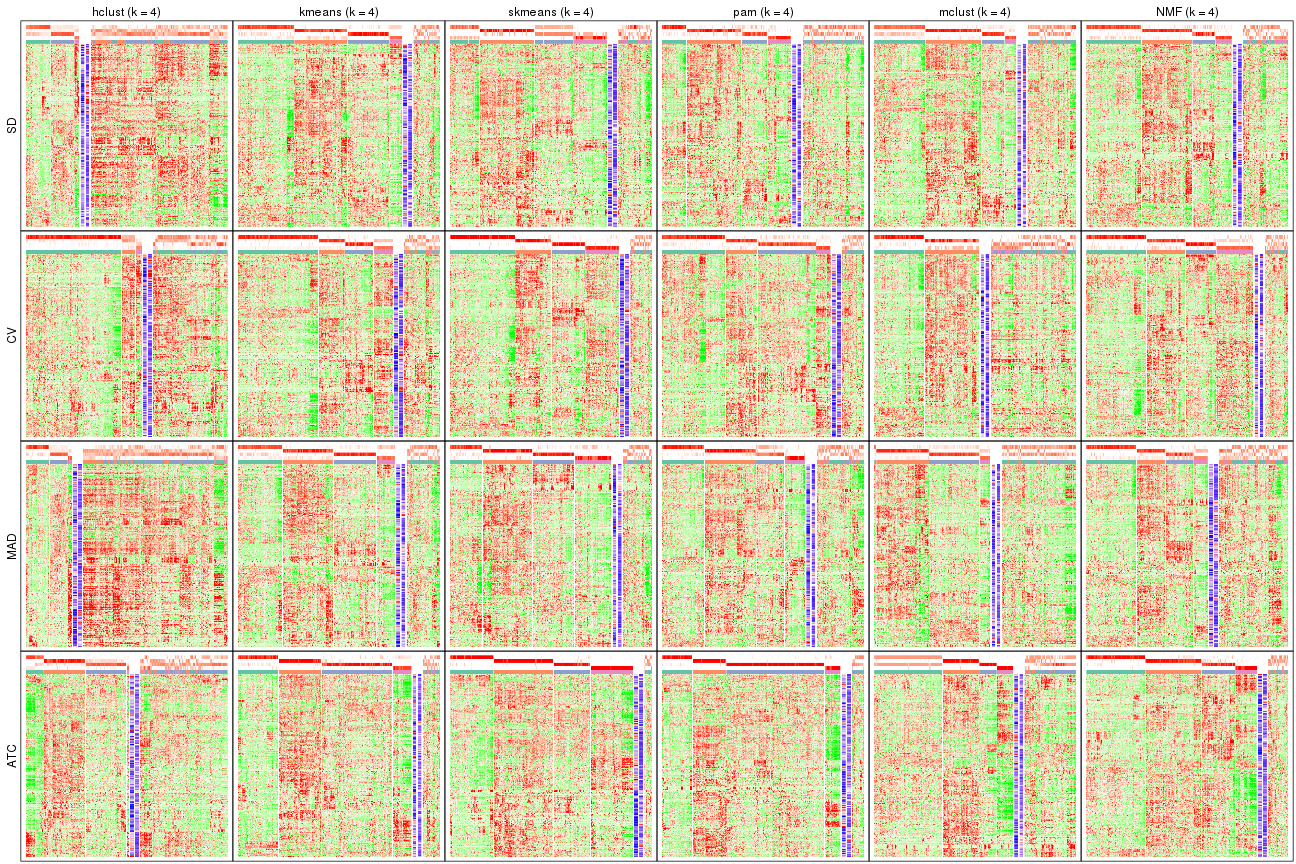 hclust (k = 4) kmeans (k = 4) skmeans (k = 4) pam (k = 4) mclust (k = 4) NMF (k = 4)
SD
CV
MAD
ATC